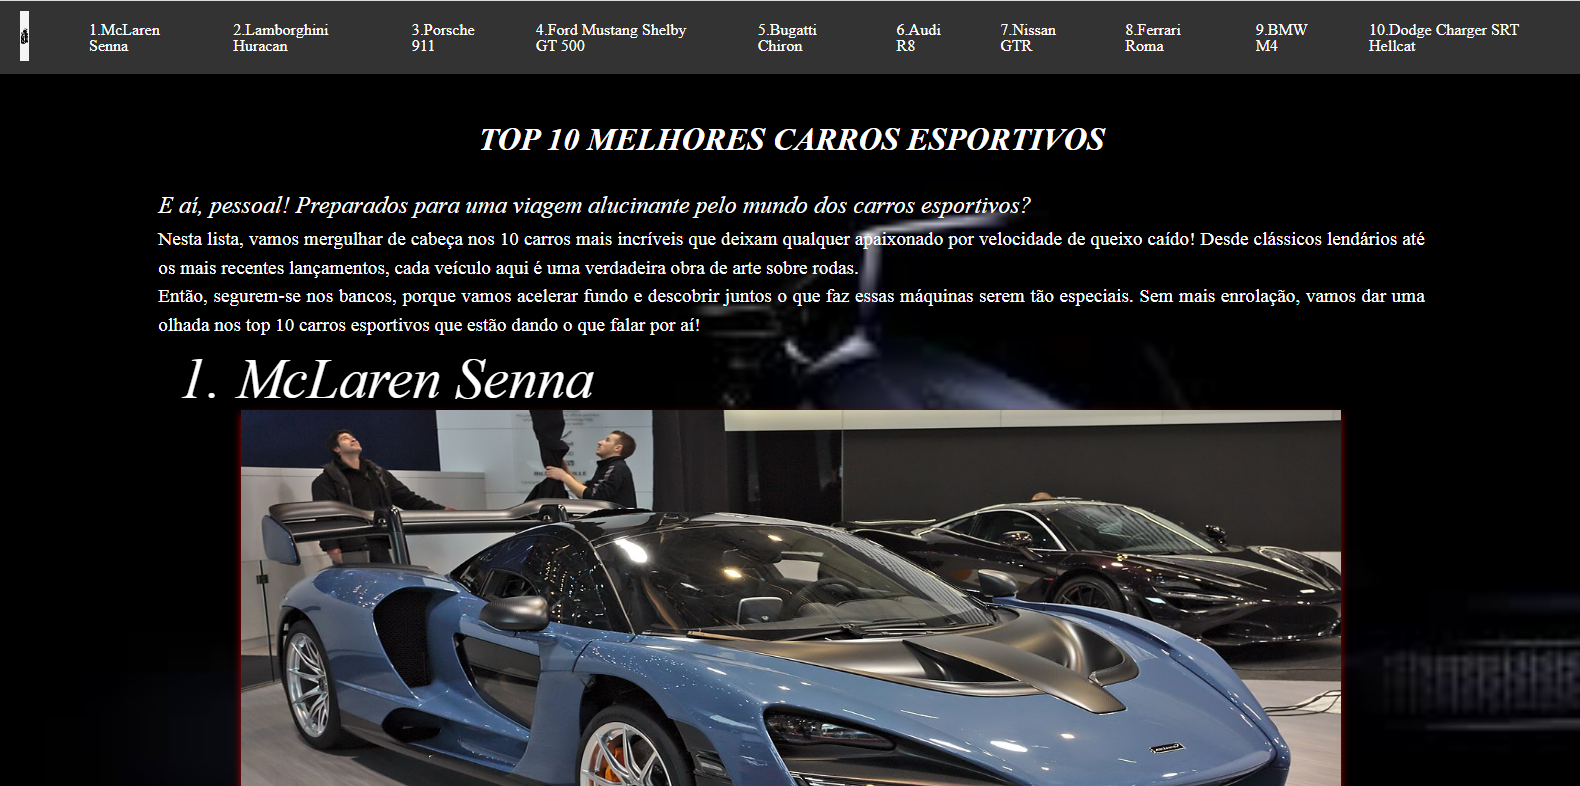 1.McLaren Senna
2.Lamborghini Huracan
3.Porsche 911
4.Ford Mustang Shelby GT 500
5.Bugatti Chiron
6.Audi R8
7.Nissan GTR
8.Ferrari Roma
9.BMW M4
10.Dodge Charger SRT Hellcat
TOP 10 MELHORES CARROS ESPORTIVOS
E aí, pessoal! Preparados para uma viagem alucinante pelo mundo dos carros esportivos?
Nesta lista, vamos mergulhar de cabeça nos 10 carros mais incríveis que deixam qualquer apaixonado por velocidade de queixo caído! Desde clássicos lendários até
os mais recentes lançamentos, cada veículo aqui é uma verdadeira obra de arte sobre rodas.
Então, segurem-se nos bancos, porque vamos acelerar fundo e descobrir juntos o que faz essas máquinas serem tão especiais. Sem mais enrolação, vamos dar uma
olhada nos top 10 carros esportivos que estão dando o que falar por aí!
1. McLaren Senna